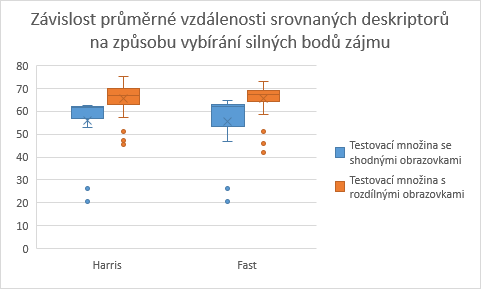 Závislost průměrné vzdálenosti srovnaných deskriptorů
na způsobu vybírání silných bodů zájmu
80
70
60
50
40
30
20
10
0
Harris
Fast
Testovací množina se
shodnými obrazovkami
Testovací množina s
rozdílnými obrazovkami